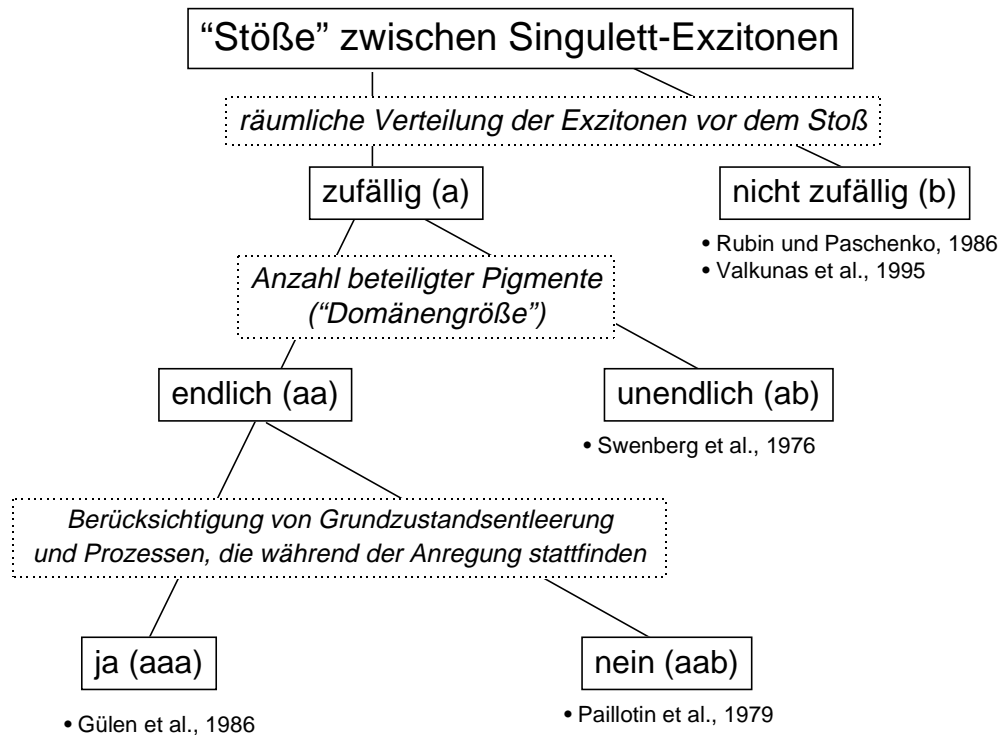 “Stöße” zwischen Singulett-Exzitonen
räumliche Verteilung der Exzitonen vor dem Stoß
zufällig (a)
nicht zufällig (b)
• Rubin und Paschenko, 1986
• Valkunas et al., 1995
Anzahl beteiligter Pigmente
(“Domänengröße”)
endlich (aa)
unendlich (ab)
• Swenberg et al., 1976
Berücksichtigung von Grundzustandsentleerung
und Prozessen, die während der Anregung stattfinden
ja (aaa)
nein (aab)
• Gülen et al., 1986
• Paillotin et al., 1979